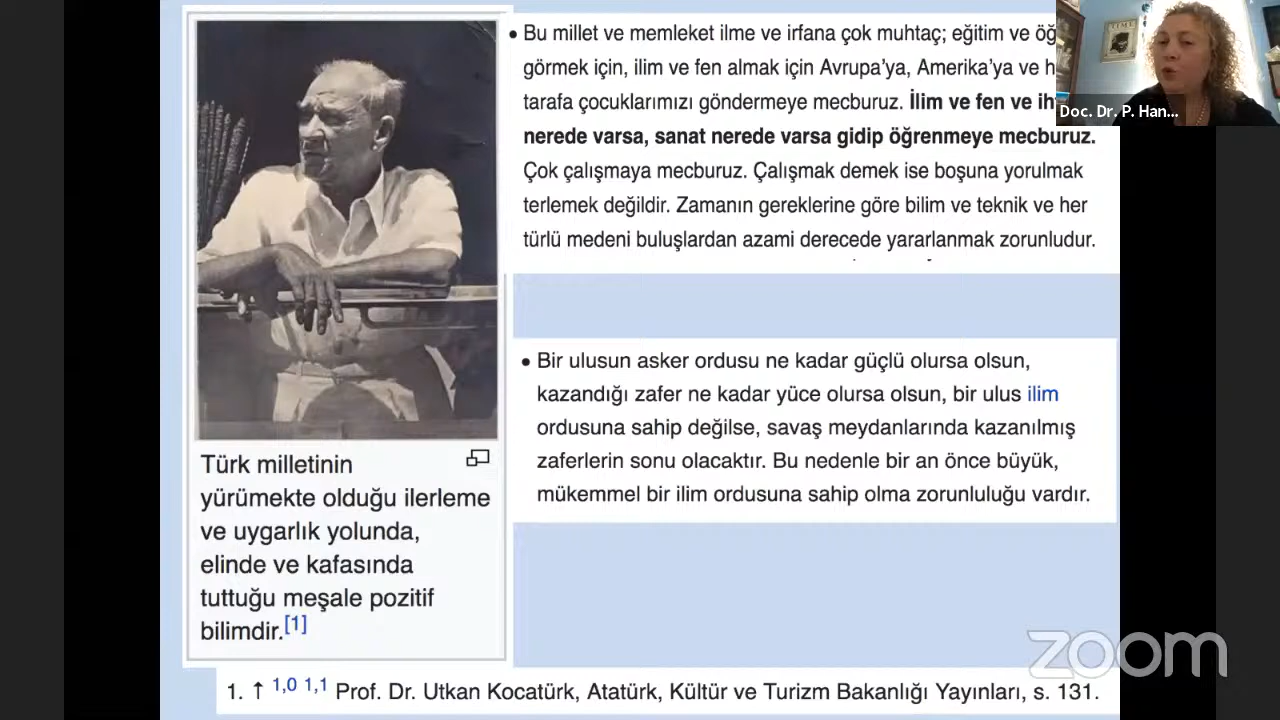 Bu millet ve memleket ilme ve irfana çok muhtaç; eğitim ve
görmek için, ilim ve fen almak için Avrupa'ya, Amerika'ya ve
tarafa çocuklarımızı göndermeye mecburuz. İlim ve fen ve
nerede varsa, sanat nerede varsa gidip öğrenmeye mecburuz.
Çok çalışmaya mecburuz. Çalışmak demek ise boşuna yorulmak
terlemek değildir. Zamanın gereklerine göre bilim ve teknik ve her
türlü medeni buluşlardan azami derecede yararlanmak zorunludur.
Bir ulusun asker ordusu ne kadar güçlü olursa olsun,
kazandığı zafer ne kadar yüce olursa olsun, bir ulus ilim
ordusuna sahip değilse, savaş meydanlarında kazanılmış
zaferlerin sonu olacaktır. Bu nedenle bir an önce büyük,
mükemmel bir ilim ordusuna sahip olma zorunluluğu vardır.
Türk milletinin
yürümekte olduğu ilerleme
ve uygarlık yolunda,
elinde ve kafasında
tuttuğu meşale pozitif
bilimdir.[1]
1. ↑ 1,0 1,1 Prof. Dr. Utkan Kocatürk, Atatürk, Kültür ve Turizm Bakanlığı Yayınları, s. 131.
TIME
Doc. Dr. P. Han...
zoom